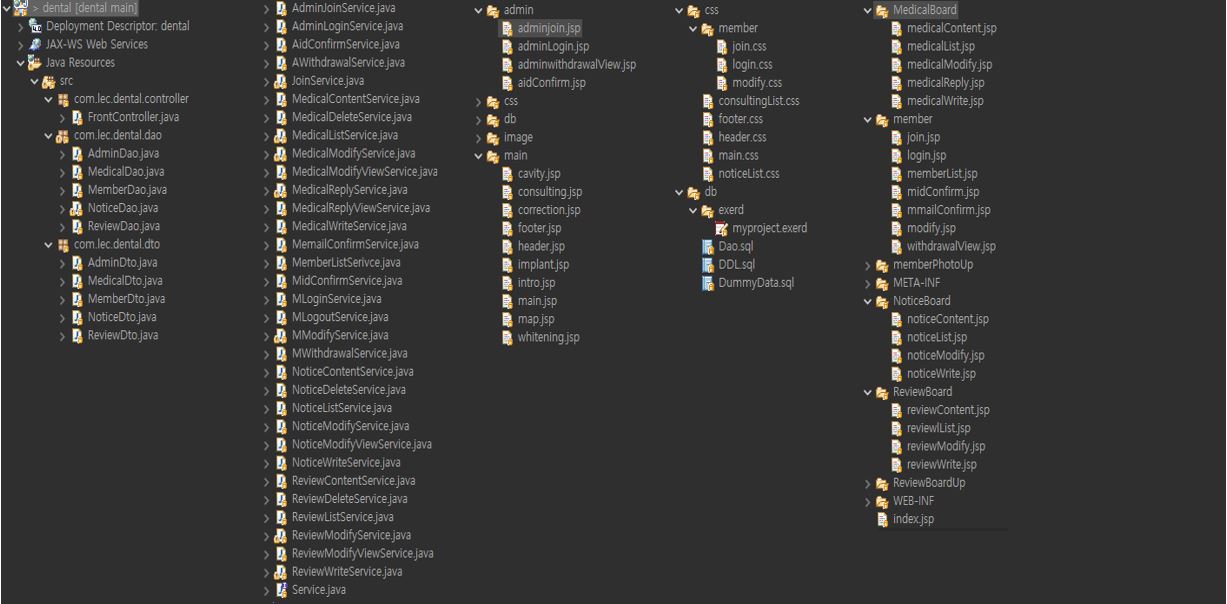 > dental [dental main]
Deployment Descriptor: dental
JAX-WS Web Services
Java Resources
src
com.lec.dental.controller
FrontController.java
com.lec.dental.dao
AdminDao.java
MedicalDao.java
MemberDao.java
NoticeDao.java
ReviewDao.java
com.lec.dental.dto
AdminDto.java
MedicalDto.java
MemberDto.java
NoticeDto.java
ReviewDto.java
AdminJoinService.java
AdminLoginService.java
AidConfirmService.java
AWithdrawalService.java
JoinService.java
MedicalContentService.java
MedicalDeleteService.java
MedicalListService.java
MedicalModifyService.java
MedicalModifyViewService.java
MedicalReplyService.java
MedicalReplyViewService.java
MedicalWriteService.java
MemailConfirmService.java
MemberListSerivce.java
MidConfirmService.java
MLoginService.java
MLogoutService.java
MModifyService.java
MWithdrawalService.java
NoticeContentService.java
NoticeDeleteService.java
NoticeListService.java
NoticeModifyService.java
NoticeModifyViewService.java
NoticeWriteService.java
ReviewContentService.java
ReviewDeleteService.java
ReviewListService.java
ReviewModifyService.java
ReviewModifyViewService.java
ReviewWriteService.java
Service.java
admin
adminjoin.jsp
adminLogin.jsp
adminwithdrawalView.jsp
aidConfirm.jsp
css
db
image
main
cavity.jsp
consulting.jsp
correction.jsp
footer.jsp
header.jsp
implant.jsp
intro.jsp
main.jsp
map.jsp
whitening.jsp
css
member
join.css
login.css
modify.css
consultingList.css
footer.css
header.css
main.css
noticeList.css
db
exerd
myproject.exerd
Dao.sql
DDL.sql
DummyData.sql
MedicalBoard
medicalContent.jsp
medicalList.jsp
medicalModify.jsp
medicalReply.jsp
medicalWrite.jsp
member
join.jsp
login.jsp
memberList.jsp
midConfirm.jsp
mmailConfirm.jsp
modify.jsp
withdrawalView.jsp
memberPhotoUp
META-INF
NoticeBoard
noticeContent.jsp
noticeList.jsp
noticeModify.jsp
noticeWrite.jsp
ReviewBoard
reviewContent.jsp
reviewlList.jsp
reviewModify.jsp
reviewWrite.jsp
ReviewBoardUp
WEB-INF
index.jsp